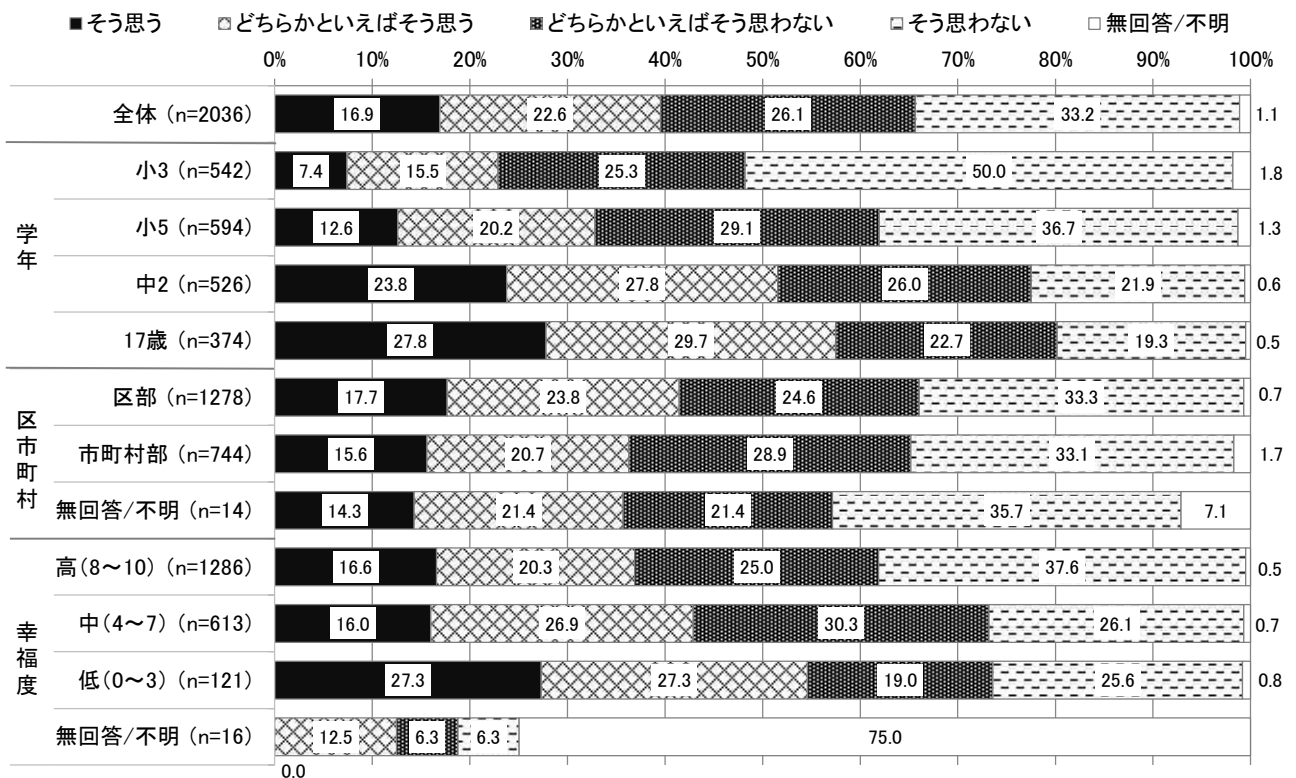 ■そう思う □どちらかといえばそう思う ■どちらかといえばそう思わない □そう思わない □無回答/不明
0% 10% 20% 30% 40% 50% 60% 70% 80% 90% 100%
全体（n=2036） 16.9 22.6 26.1 33.2 1.1
学年
小3（n=542） 7.4 15.5 25.3 50.0 1.8
小5（n=594） 12.6 20.2 29.1 36.7 1.3
中2（n=526） 23.8 27.8 26.0 21.9 0.6
17歳（n=374） 27.8 29.7 22.7 19.3 0.5
区市町村
区部（n=1278） 17.7 23.8 24.6 33.3 0.7
市町村部（n=744） 15.6 20.7 28.9 33.1 1.7
無回答/不明（n=14） 14.3 21.4 21.4 35.7 7.1
幸福度
高（8～10）（n=1286） 16.6 20.3 25.0 37.6 0.5
中（4～7）（n=613） 16.0 26.9 30.3 26.1 0.7
低（0～3）（n=121） 27.3 27.3 19.0 25.6 0.8
無回答/不明（n=16） 12.5 6.3 6.3 75.0
0.0